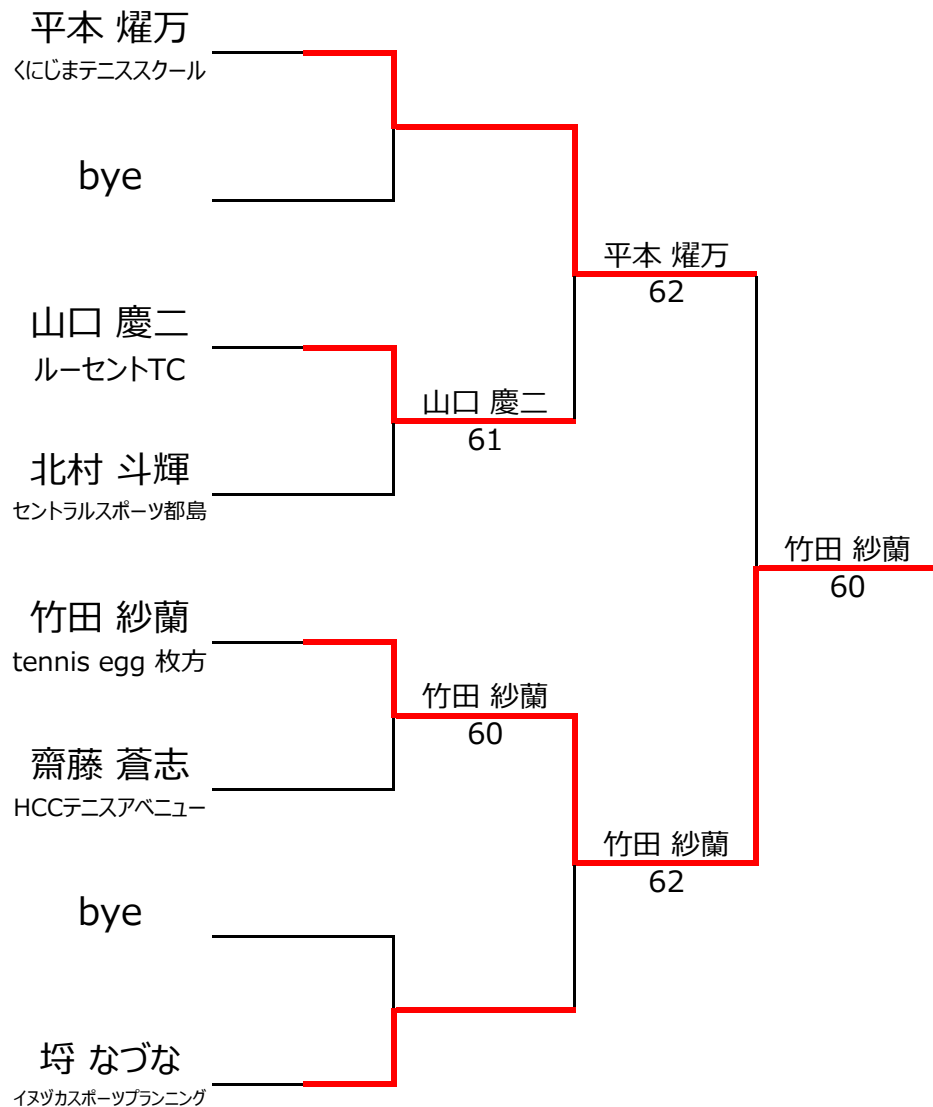 平本 燿万
くにじまテニススクール
bye
山口 慶二
ルーセントTC
北村 斗輝
セントラルスポーツ都島
竹田 紗蘭
tennis egg 枚方
齋藤 蒼志
HCCテニスアベニュー
bye
埒 なづな
イヌヅカスポーツプランニング
山口 慶二
61
竹田 紗蘭
60
平本 燿万
62
竹田 紗蘭
62
竹田 紗蘭
60